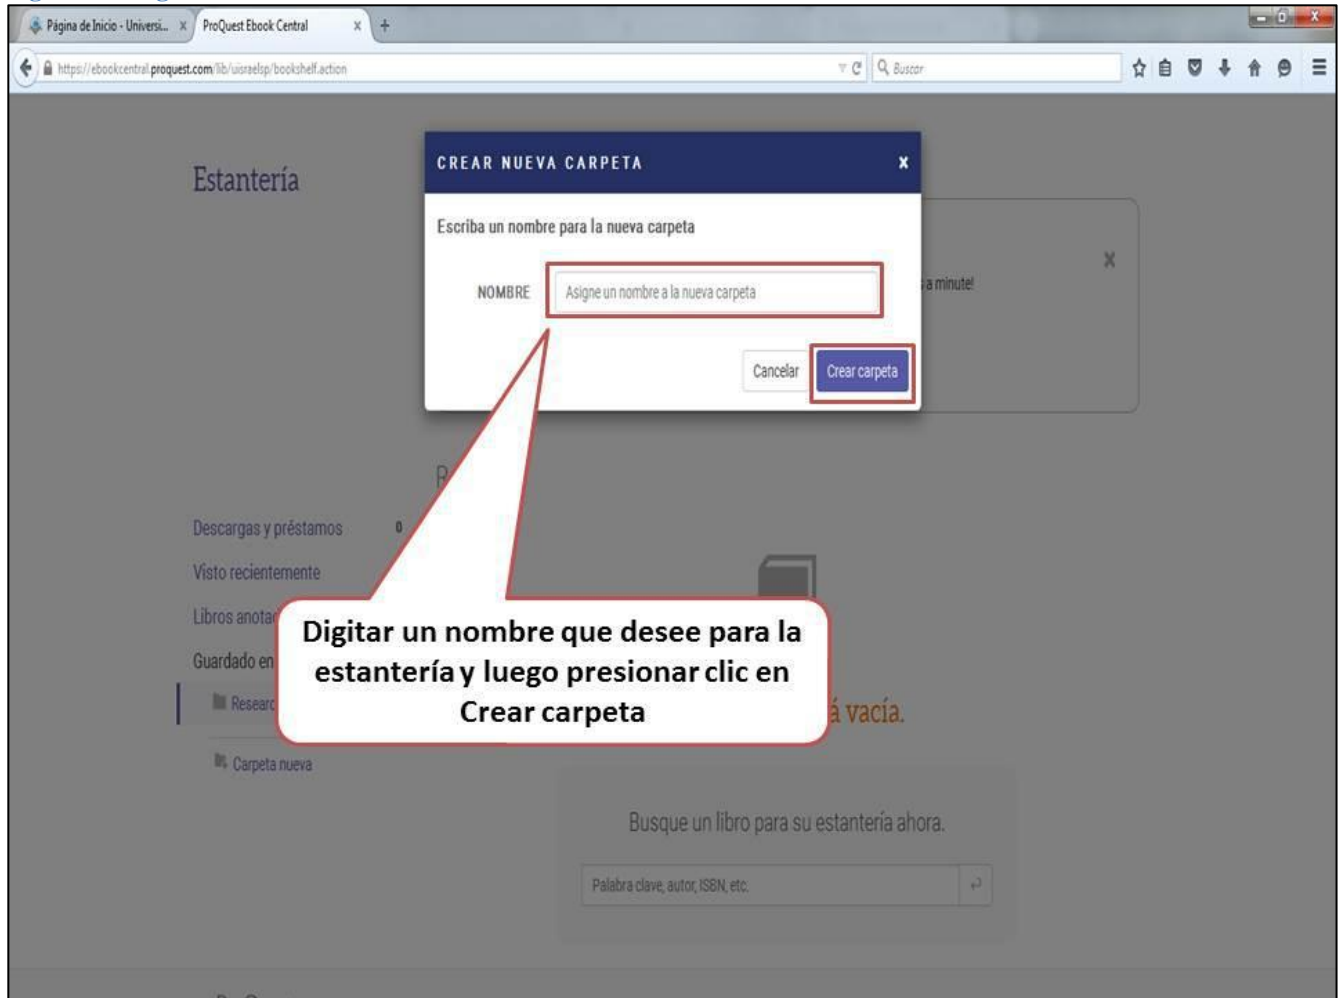 Página de Inicio - Universi... x
ProQuest Ebook Central x +
https://ebookcentral.proquest.com/lib/uisraelsp/bookshelf.action
Buscar
CREAR NUEVA CARPETA x
Estantería
Escriba un nombre para la nueva carpeta
NOMBRE Asigne un nombre a la nueva carpeta
a minute!
Cancelar Crear carpeta
Descargas y préstamos 0
Visto recientemente
Libros anota
Guardado en
Researc
Carpeta nueva
Digitar un nombre que desee para la
estantería y luego presionar clic en
Crear carpeta
á vacía.
Busque un libro para su estantería ahora.
Palabra clave, autor, ISBN, etc.